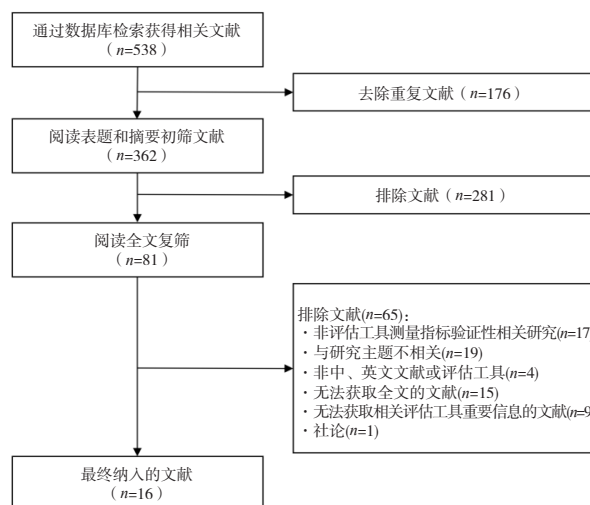 通过数据库检索获得相关文献
（n=538）
去除重复文献（n=176）
阅读表题和摘要初筛文献
（n=362）
排除文献（n=281）
阅读全文复筛
（n=81）
排除文献(n=65)：
·非评估工具测量指标验证性相关研究(n=17
·与研究主题不相关(n=19)
·非中、英文文献或评估工具(n=4)
·无法获取全文的文献(n=15)
·无法获取相关评估工具重要信息的文献(n=9
·社论(n=1)
最终纳入的文献
（n=16）